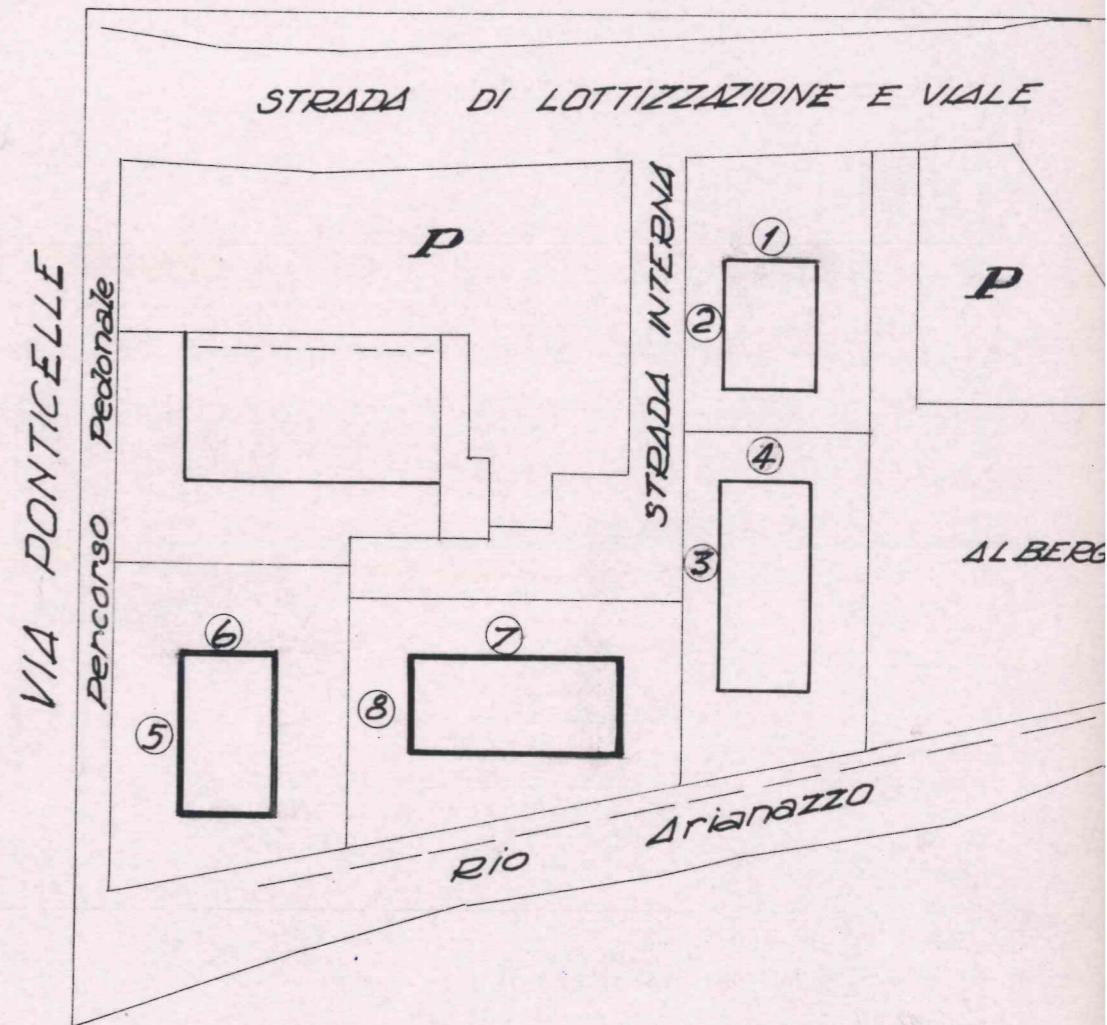 STRADA DI LOTTIZZAZIONE E VIALE
VIA PONTICELLE
Percorso Pedonale
P
STRADA INTERNA
1
2
P
4
3
ALBERG
6
5
7
8
RIO Arianazzo